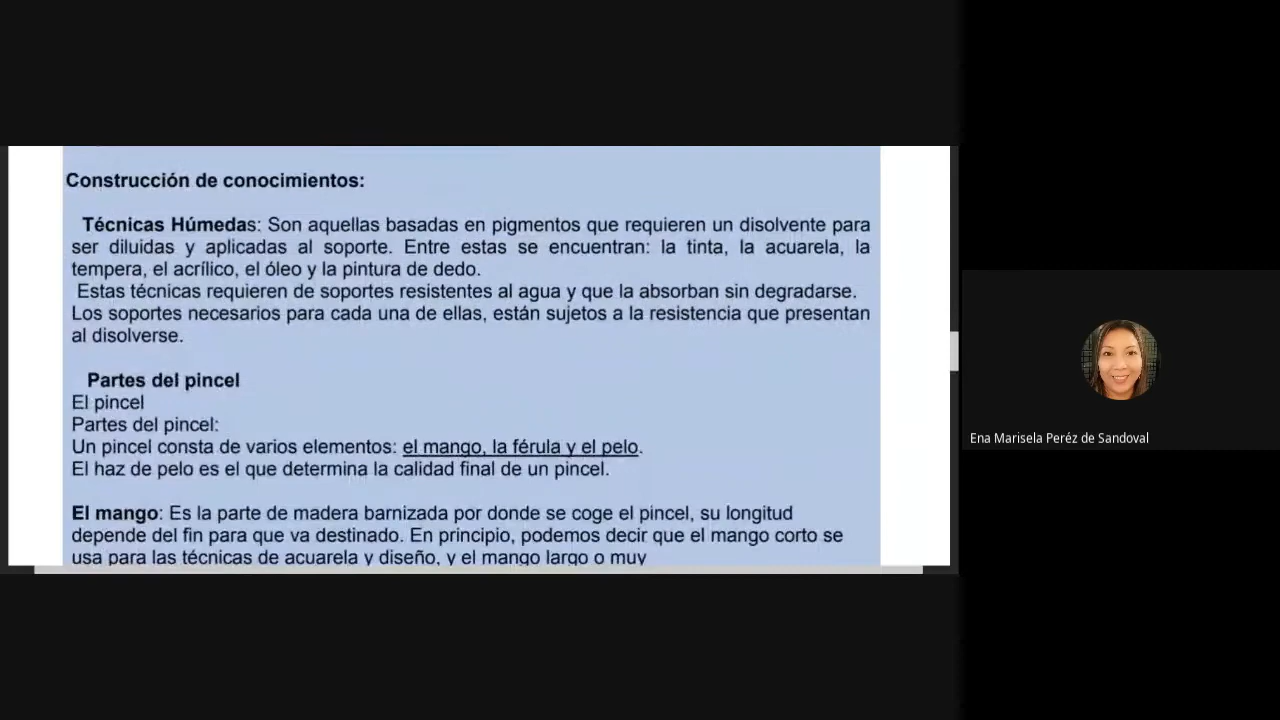 Construcción de conocimientos:
Técnicas Húmedas: Son aquellas basadas en pigmentos que requieren un disolvente para
ser diluidas y aplicadas al soporte. Entre estas se encuentran: la tinta, la acuarela, la
tempera, el acrílico, el óleo y la pintura de dedo.
Estas técnicas requieren de soportes resistentes al agua y que la absorban sin degradarse.
Los soportes necesarios para cada una de ellas, están sujetos a la resistencia que presentan
al disolverse.
Partes del pincel
El pincel
Partes del pincel:
Un pincel consta de varios elementos: el mango, la férula y el pelo.
El haz de pelo es el que determina la calidad final de un pincel.
El mango: Es la parte de madera barnizada por donde se coge el pincel, su longitud
depende del fin para que va destinado. En principio, podemos decir que el mango corto se
usa para las técnicas de acuarela y diseño, y el mango largo o muy
Ena Marisela Peréz de Sandoval